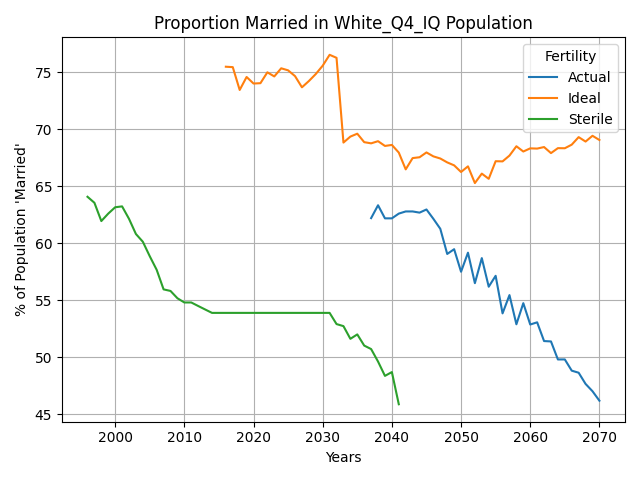 Proportion Married in White_Q4_IQ Population
Fertility
Actual
Ideal
Sterile
% of Population 'Married'
75
70
65
60
55
50
45
2000
2010
2020
2030
2040
2050
2060
2070
Years